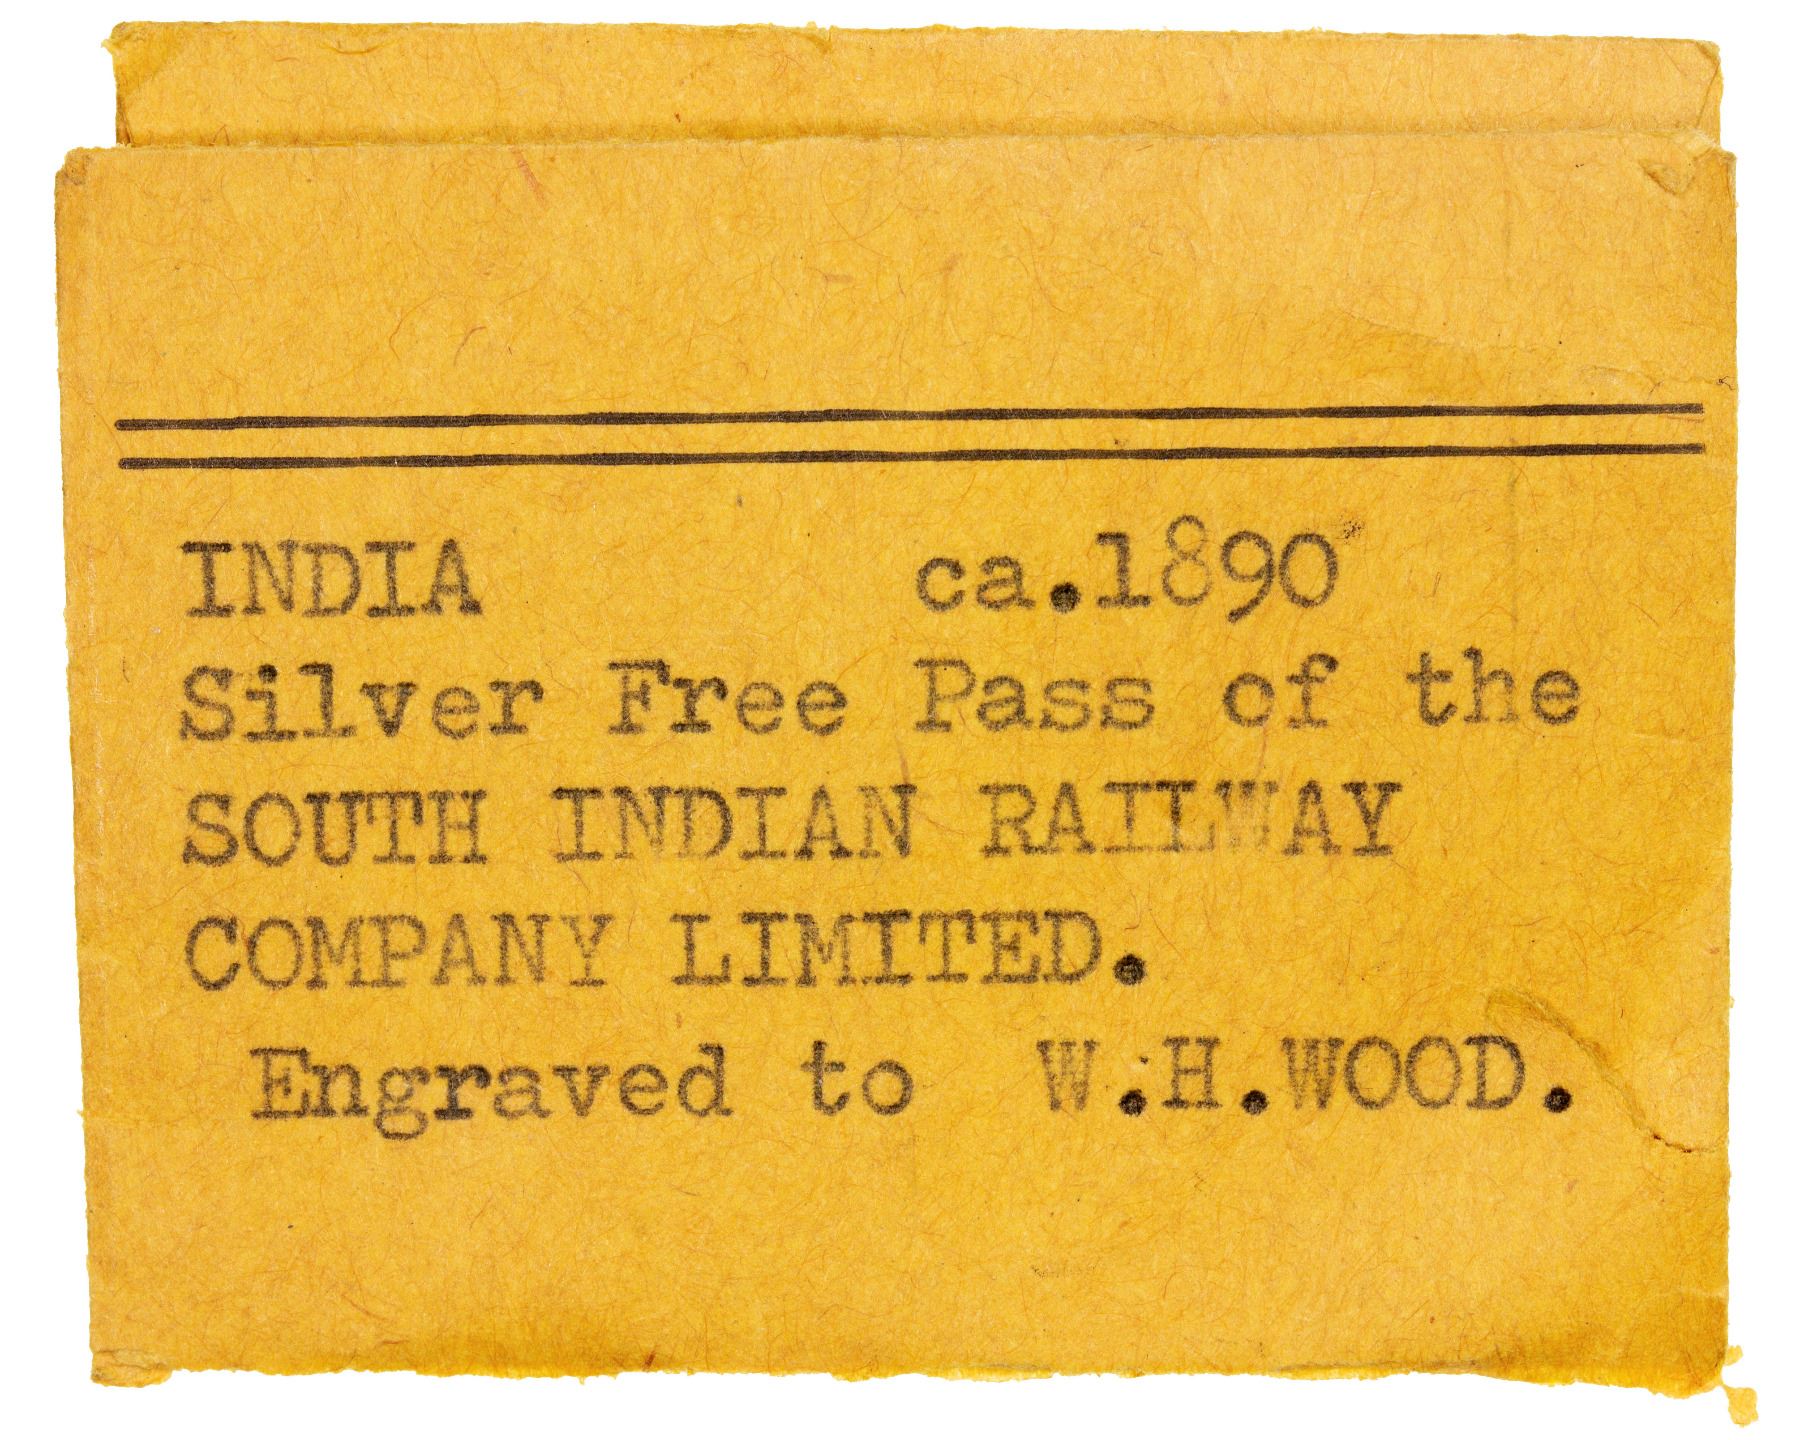 INDIA ca.1890
Silver Free Pass of the
SOUTH INDIAN RAILWAY
COMPANY LIMITED.
Engraved to W.H.WOOD.